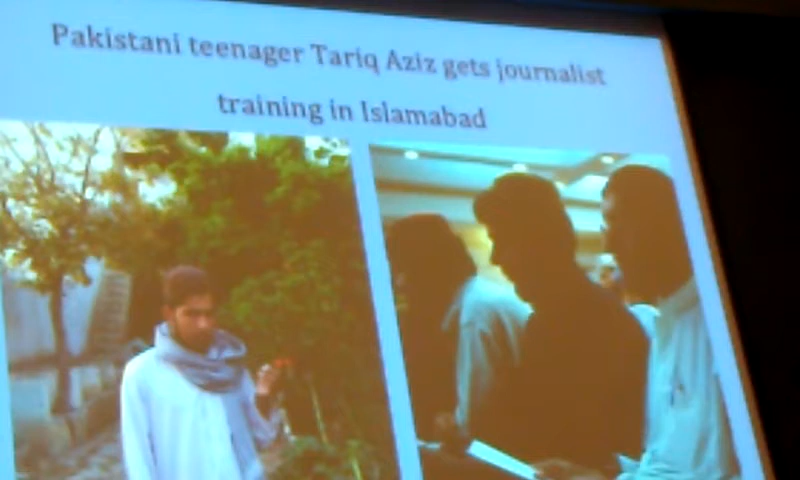 Pakistani teenager Tariq Aziz gets journalist
training in Islamabad